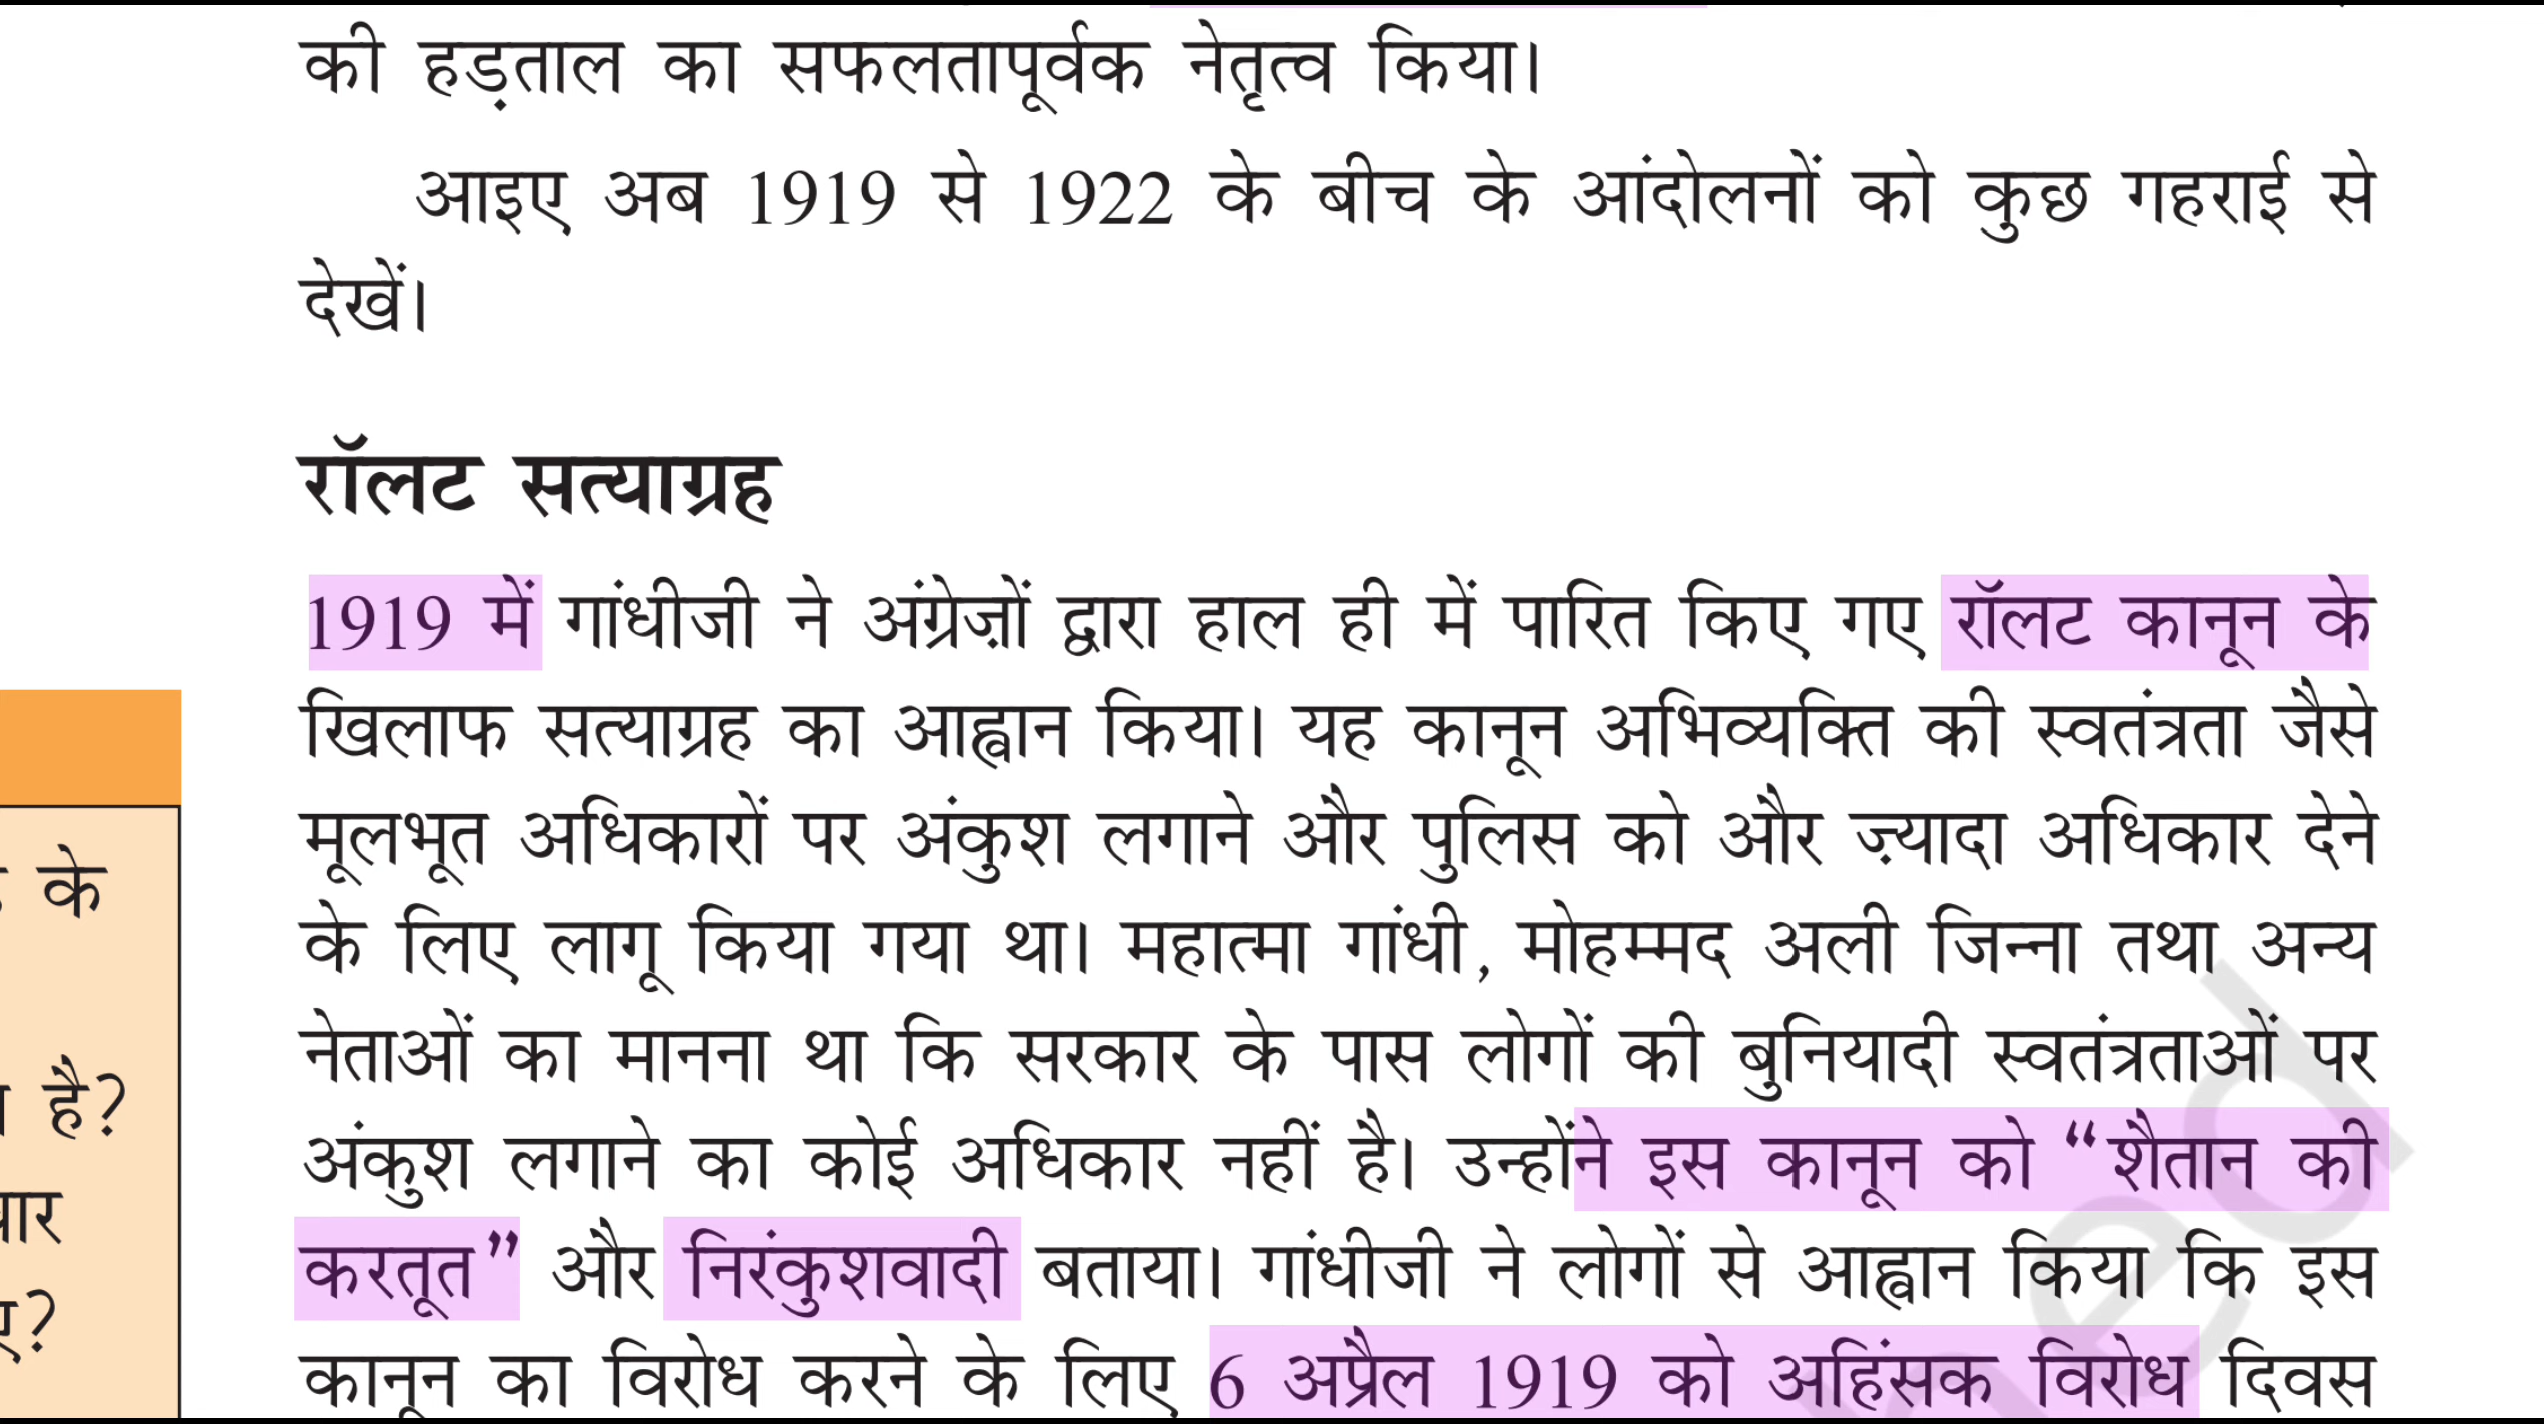 की हड़ताल का सफलतापूर्वक नेतृत्व किया।
आइए अब 1919 से 1922 के बीच के आंदोलनों को कुछ गहराई से
देखें।
रॉलट सत्याग्रह
1919 में गांधीजी ने अंग्रेज़ों द्वारा हाल ही में पारित किए गए रॉलट कानून के
खिलाफ सत्याग्रह का आह्वान किया। यह कानून अभिव्यक्ति की स्वतंत्रता जैसे
मूलभूत अधिकारों पर अंकुश लगाने और पुलिस को और ज़्यादा अधिकार देने
के लिए लागू किया गया था। महात्मा गांधी, मोहम्मद अली जिन्ना तथा अन्य
नेताओं का मानना था कि सरकार के पास लोगों की बुनियादी स्वतंत्रताओं पर
अंकुश लगाने का कोई अधिकार नहीं है। उन्होंने इस कानून को “शैतान की
करतूत” और निरंकुशवादी बताया। गांधीजी ने लोगों से आह्वान किया कि इस
कानून का विरोध करने के लिए 6 अप्रैल 1919 को अहिंसक विरोध दिवस
के
है?